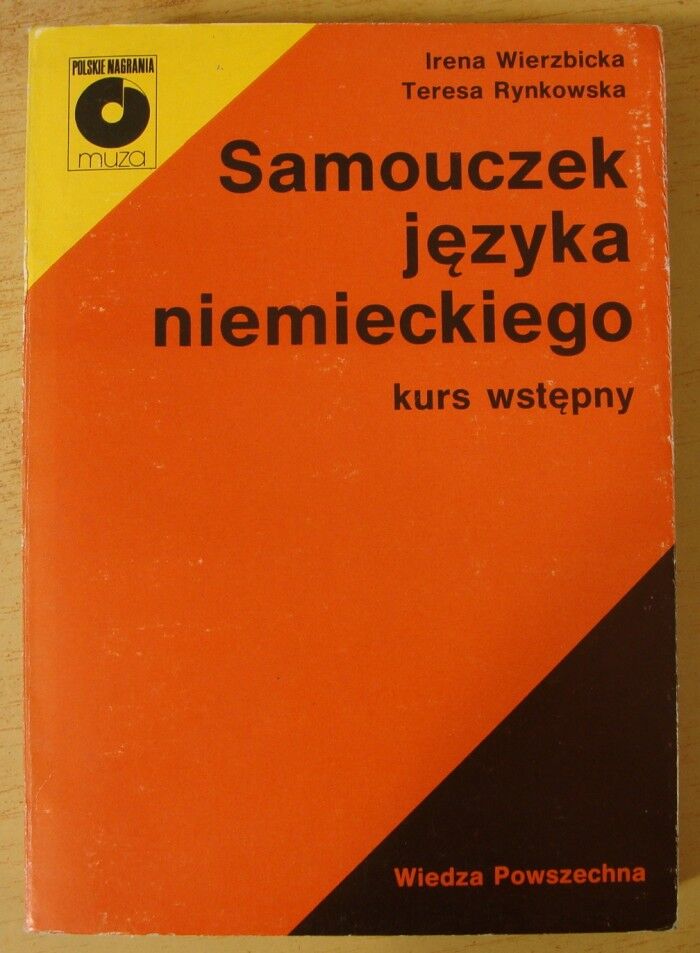 POLSKIE NAGRANIA
muza
Irena Wierzbicka
Teresa Rynkowska
Samouczek
języka
niemieckiego
kurs wstępny
Wiedza Powszechna